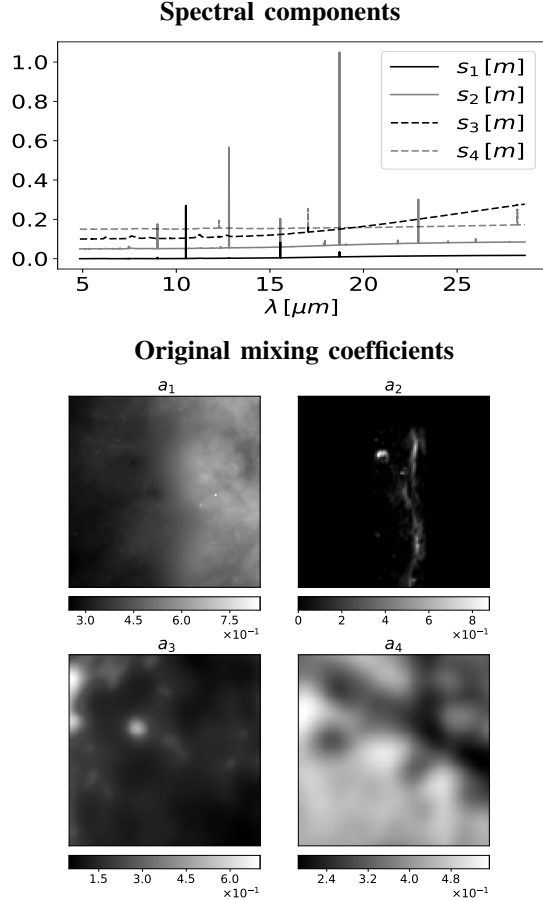 Spectral components
1.0
0.8
0.6
0.4
0.2
0.0
s₁ [m]
s₂ [m]
s₃ [m]
s₄ [m]
5 10 15 20 25
λ [μm]
Original mixing coefficients
a₁ a₂
3.0 4.5 6.0 7.5 0 2 4 6 8
×10⁻¹ ×10⁻¹
a₃ a₄
1.5 3.0 4.5 6.0 2.4 3.2 4.0 4.8
×10⁻¹ ×10⁻¹